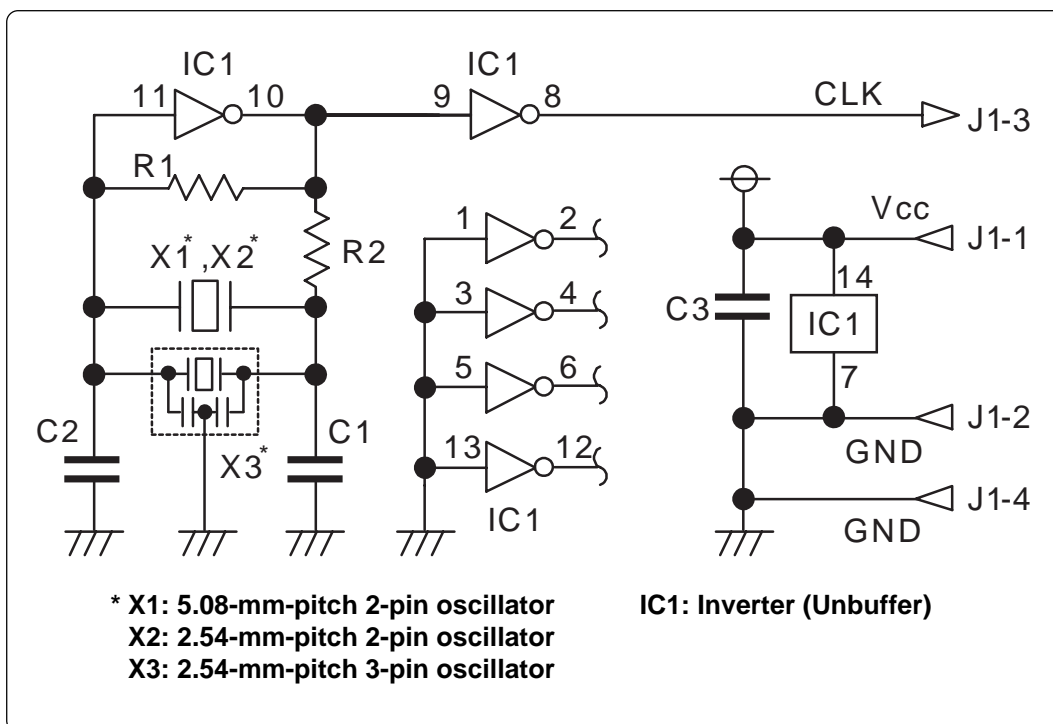 IC1 IC1
11 10 9 8 CLK J1-3
R1
X1*,X2* R2
1 2
3 4
5 6
13 12
IC1
C2 X3* C1
Vcc J1-1
14
C3 IC1
7
J1-2
GND
J1-4
GND
* X1: 5.08-mm-pitch 2-pin oscillator
X2: 2.54-mm-pitch 2-pin oscillator
X3: 2.54-mm-pitch 3-pin oscillator
IC1: Inverter (Unbuffer)